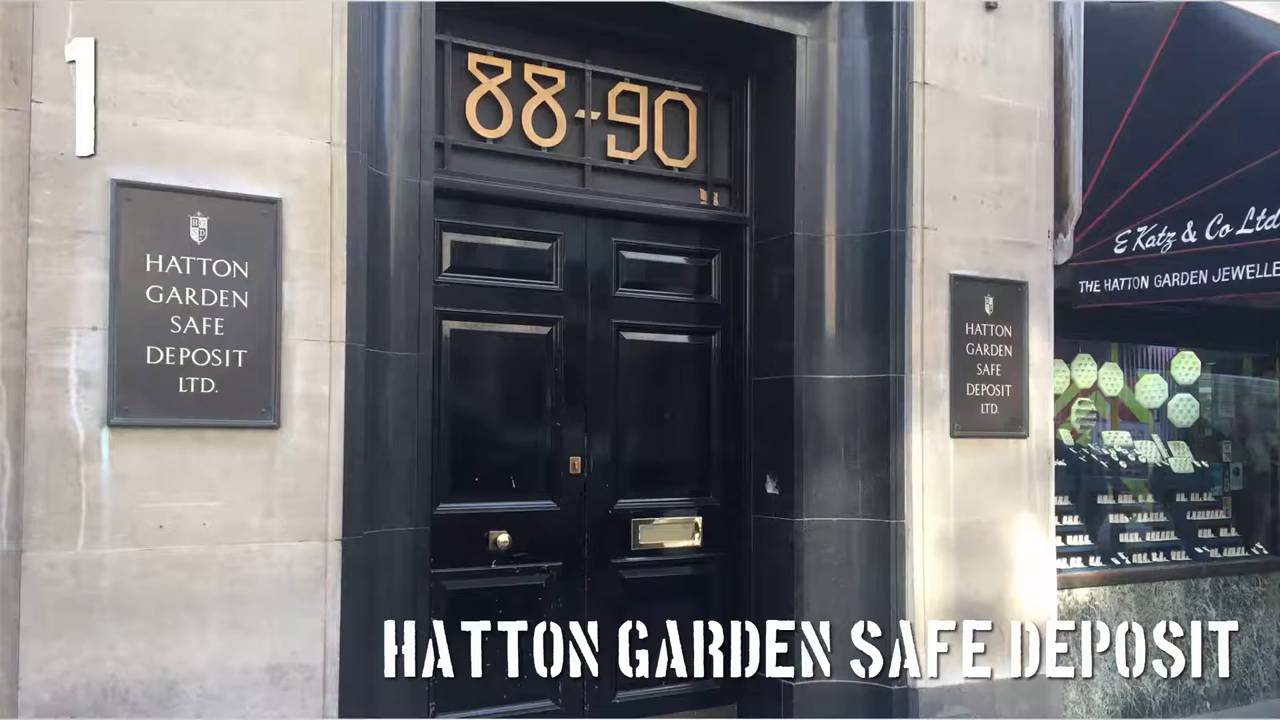 1
88-90
HATTON
GARDEN
SAFE
DEPOSIT
LTD.
HATTON
GARDEN
SAFE
DEPOSIT
LTD.
E Katz & Co Ltd
THE HATTON GARDEN JEWELLE
HATTON GARDEN SAFE DEPOSIT